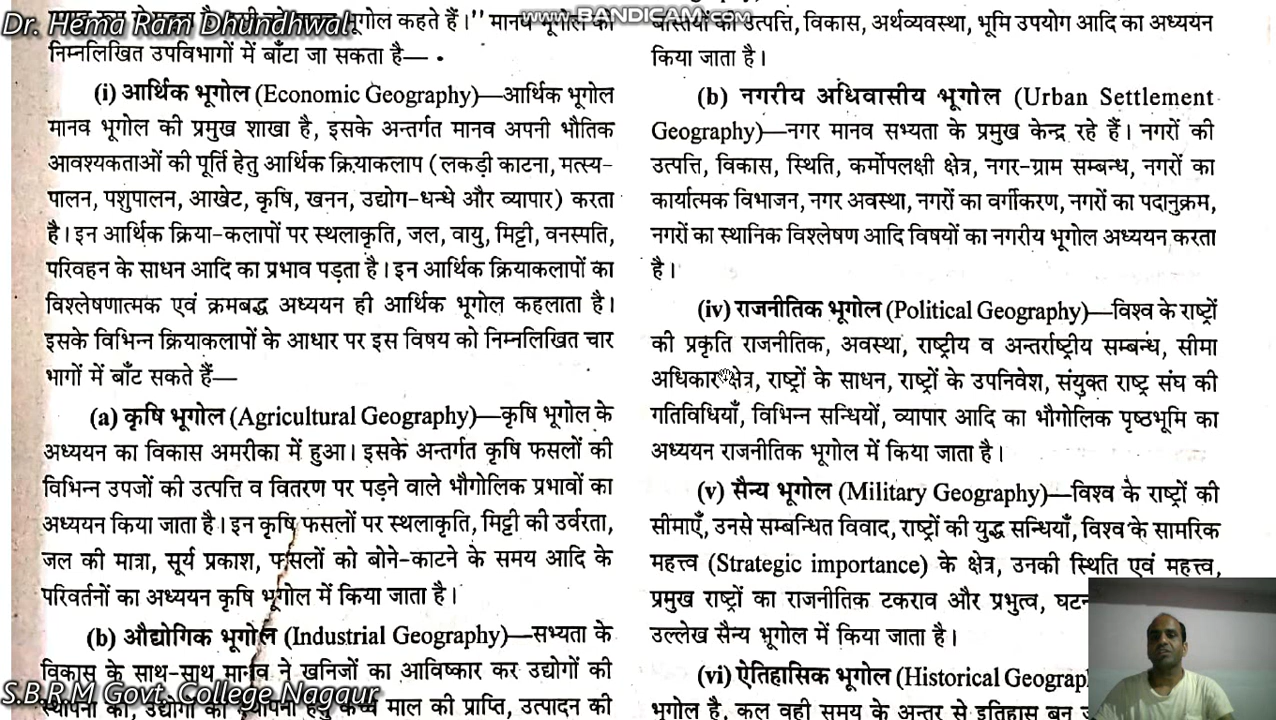 Dr. Hema Ram Dhundhwal
WWW.BANDICAM.COM
भूगोल कहते हैं।" मानव भूगोल को
निम्नलिखित उपविभागों में बाँटा जा सकता है—
(i) आर्थिक भूगोल (Economic Geography)—आर्थिक भूगोल
मानव भूगोल की प्रमुख शाखा है, इसके अन्तर्गत मानव अपनी भौतिक
आवश्यकताओं की पूर्ति हेतु आर्थिक क्रियाकलाप (लकड़ी काटना, मत्स्य-
पालन, पशुपालन, आखेट, कृषि, खनन, उद्योग-धन्धे और व्यापार) करता
है। इन आर्थिक क्रिया-कलापों पर स्थलाकृति, जल, वायु, मिट्टी, वनस्पति,
परिवहन के साधन आदि का प्रभाव पड़ता है। इन आर्थिक क्रियाकलापों का
विश्लेषणात्मक एवं क्रमबद्ध अध्ययन ही आर्थिक भूगोल कहलाता है।
इसके विभिन्न क्रियाकलापों के आधार पर इस विषय को निम्नलिखित चार
भागों में बाँट सकते हैं—
(a) कृषि भूगोल (Agricultural Geography)—कृषि भूगोल के
अध्ययन का विकास अमरीका में हुआ। इसके अन्तर्गत कृषि फसलों की
विभिन्न उपजों की उत्पत्ति व वितरण पर पड़ने वाले भौगोलिक प्रभावों का
अध्ययन किया जाता है। इन कृषि फसलों पर स्थलाकृति, मिट्टी की उर्वरता,
जल की मात्रा, सूर्य प्रकाश, फसलों को बोने-काटने के समय आदि के
परिवर्तनों का अध्ययन कृषि भूगोल में किया जाता है।
(b) औद्योगिक भूगोल (Industrial Geography)—सभ्यता के
विकास के साथ-साथ मानव ने खनिजों का आविष्कार कर उद्योगों की
स्थापना की, उद्योगों की स्थापना हेतु कच्चे माल की प्राप्ति, उत्पादन की
S.B.R.M Govt. College Nagaur
बस्तियों की उत्पत्ति, विकास, अर्थव्यवस्था, भूमि उपयोग आदि का अध्ययन
किया जाता है।
(b) नगरीय अधिवासीय भूगोल (Urban Settlement
Geography)—नगर मानव सभ्यता के प्रमुख केन्द्र रहे हैं। नगरों की
उत्पत्ति, विकास, स्थिति, कर्मोपलक्षी क्षेत्र, नगर-ग्राम सम्बन्ध, नगरों का
कार्यात्मक विभाजन, नगर अवस्था, नगरों का वर्गीकरण, नगरों का पदानुक्रम,
नगरों का स्थानिक विश्लेषण आदि विषयों का नगरीय भूगोल अध्ययन करता
है।
(iv) राजनीतिक भूगोल (Political Geography)—विश्व के राष्ट्रों
की प्रकृति राजनीतिक, अवस्था, राष्ट्रीय व अन्तर्राष्ट्रीय सम्बन्ध, सीमा
अधिकार क्षेत्र, राष्ट्रों के साधन, राष्ट्रों के उपनिवेश, संयुक्त राष्ट्र संघ की
गतिविधियाँ, विभिन्न सन्धियों, व्यापार आदि का भौगोलिक पृष्ठभूमि का
अध्ययन राजनीतिक भूगोल में किया जाता है।
(v) सैन्य भूगोल (Military Geography)—विश्व के राष्ट्रों की
सीमाएँ, उनसे सम्बन्धित विवाद, राष्ट्रों की युद्ध सन्धियाँ, विश्व के सामरिक
महत्त्व (Strategic importance) के क्षेत्र, उनकी स्थिति एवं महत्त्व,
प्रमुख राष्ट्रों का राजनीतिक टकराव और प्रभुत्व,
उल्लेख सैन्य भूगोल में किया जाता है।
(vi) ऐतिहासिक भूगोल (Historical
भूगोल है, कल वही समय के अन्तर से इतिहास बन